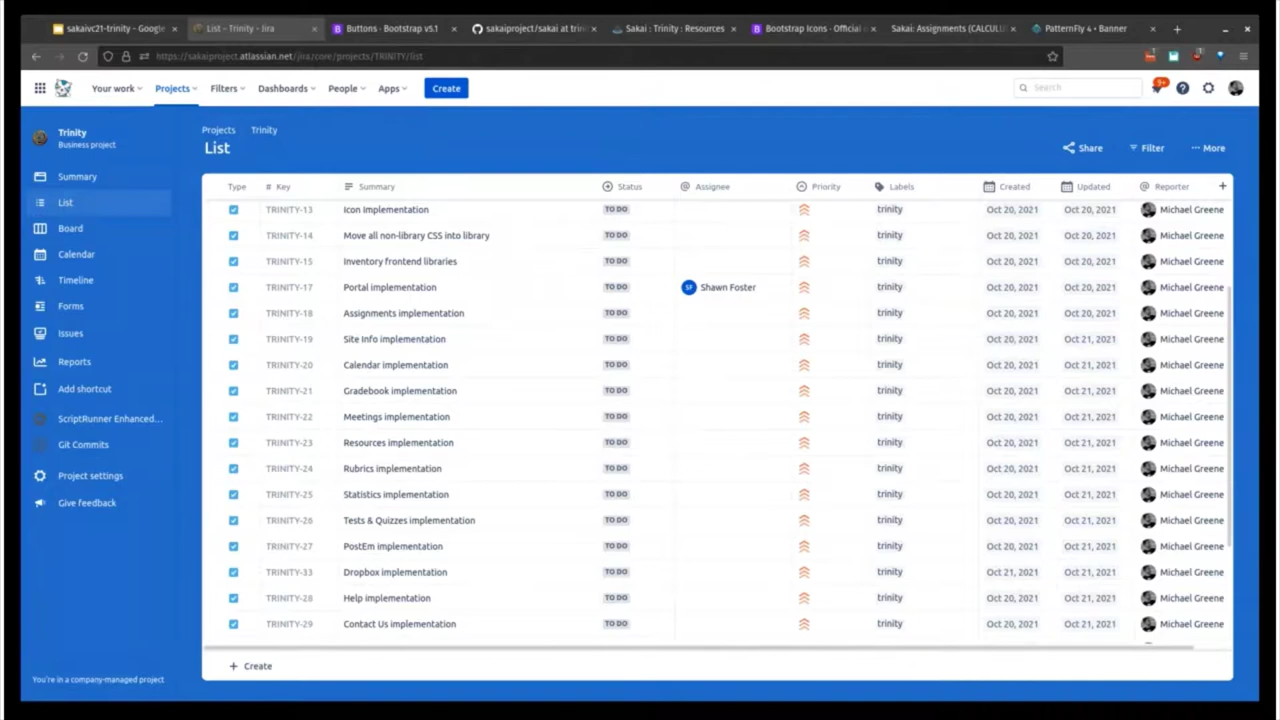 sakaivc21-trinity - Google
List - Trinity - Jira
Buttons · Bootstrap v5.1
sakaiproject/sakai at trini
Sakai : Trinity : Resources
Bootstrap Icons · Official o
Sakai: Assignments (CALCUL
PatternFly 4 • Banner
https://sakaiproject.atlassian.net/jira/core/projects/TRINITY/list
Your work Projects Filters Dashboards People Apps Create Search 9+
Trinity
Business project
Summary
List
Board
Calendar
Timeline
Forms
Issues
Reports
Add shortcut
ScriptRunner Enhanced...
Git Commits
Project settings
Give feedback
You're in a company-managed project
Projects Trinity
List
Share Filter More
Type # Key Summary Status Assignee Priority Labels Created Updated Reporter
TRINITY-13 Icon Implementation TO DO trinity Oct 20, 2021 Oct 20, 2021 Michael Greene
TRINITY-14 Move all non-library CSS into library TO DO trinity Oct 20, 2021 Oct 20, 2021 Michael Greene
TRINITY-15 Inventory frontend libraries TO DO trinity Oct 20, 2021 Oct 20, 2021 Michael Greene
TRINITY-17 Portal implementation TO DO SF Shawn Foster trinity Oct 20, 2021 Oct 20, 2021 Michael Greene
TRINITY-18 Assignments implementation TO DO trinity Oct 20, 2021 Oct 20, 2021 Michael Greene
TRINITY-19 Site Info implementation TO DO trinity Oct 20, 2021 Oct 20, 2021 Michael Greene
TRINITY-20 Calendar implementation TO DO trinity Oct 20, 2021 Oct 21, 2021 Michael Greene
TRINITY-21 Gradebook implementation TO DO trinity Oct 20, 2021 Oct 21, 2021 Michael Greene
TRINITY-22 Meetings implementation TO DO trinity Oct 20, 2021 Oct 21, 2021 Michael Greene
TRINITY-23 Resources implementation TO DO trinity Oct 20, 2021 Oct 21, 2021 Michael Greene
TRINITY-24 Rubrics implementation TO DO trinity Oct 20, 2021 Oct 21, 2021 Michael Greene
TRINITY-25 Statistics implementation TO DO trinity Oct 20, 2021 Oct 21, 2021 Michael Greene
TRINITY-26 Tests & Quizzes implementation TO DO trinity Oct 20, 2021 Oct 21, 2021 Michael Greene
TRINITY-27 PostEm implementation TO DO trinity Oct 20, 2021 Oct 21, 2021 Michael Greene
TRINITY-33 Dropbox implementation TO DO trinity Oct 21, 2021 Oct 21, 2021 Michael Greene
TRINITY-28 Help implementation TO DO trinity Oct 20, 2021 Oct 21, 2021 Michael Greene
TRINITY-29 Contact Us implementation TO DO trinity Oct 20, 2021 Oct 21, 2021 Michael Greene
+ Create